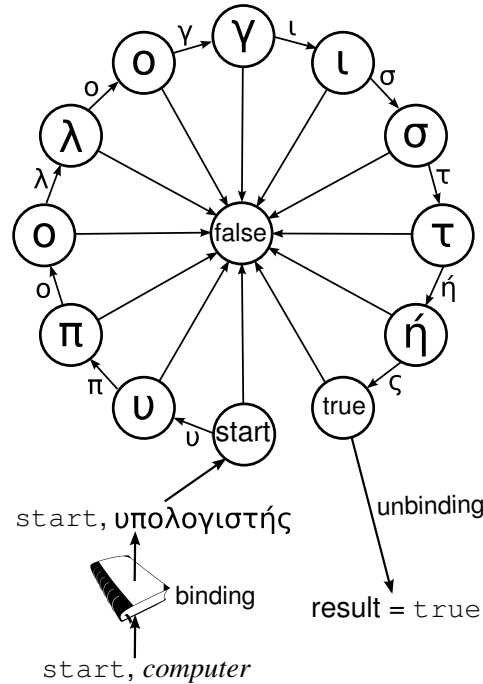 γ
ι
γ
ο
ι
ο
σ
λ
σ
λ
τ
ο
false
τ
ο
ή
π
ή
π
ς
υ
true
υ
start
unbinding
start, υπολογιστής
binding
result = true
start, computer